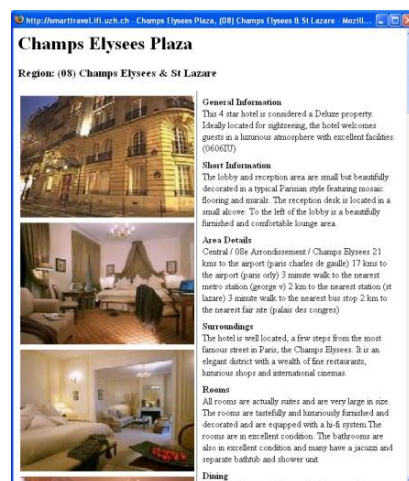 http://smarttravel.ifi.uzh.ch - Champs Elysees Plaza, (08) Champs Elysees & St Lazare - Mozill...
Champs Elysees Plaza
Region: (08) Champs Elysees & St Lazare
General Information
This 4 star hotel is considered a Deluxe property.
Ideally located for sightseeing, the hotel welcomes
guests in a luxurious atmosphere with excellent facilities.
(0606IU)
Short Information
The lobby and reception area are small but beautifully
decorated in a typical Parisian style featuring mosaic
flooring and murals. The reception desk is located in a
small alcove. To the left of the lobby is a beautifully
furnished and comfortable lounge area.
Area Details
Central / 08e Arrondissement / Champs Elysees 21
kms to the airport (paris charles de gaulle) 17 kms to
the airport (paris orly) 3 minute walk to the nearest
metro station (george v) 2 km to the nearest station (st
lazare) 3 minute walk to the nearest bus stop 2 km to
the nearest fair site (palais des congres)
Surroundings
The hotel is well located, a few steps from the most
famous street in Paris, the Champs Elysees. It is an
elegant district with a wealth of fine restaurants,
luxurious shops and international cinemas.
Rooms
All rooms are actually suites and are very large in size.
The rooms are tastefully and luxuriously furnished and
decorated and are equipped with a hi-fi system.The
rooms are in excellent condition. The bathrooms are
also in excellent condition and many have a jacuzzi and
separate bathtub and shower unit.
Dining